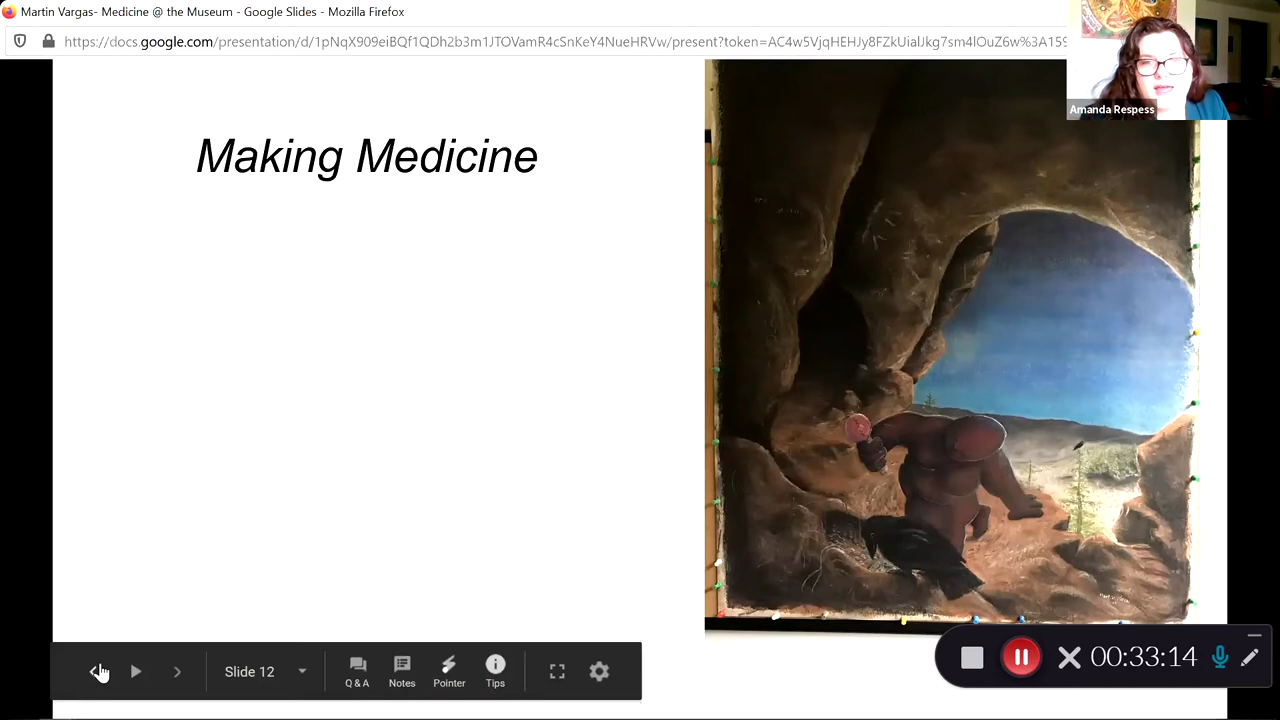 Martin Vargas- Medicine @ the Museum - Google Slides - Mozilla Firefox
https://docs.google.com/presentation/d/1pNqX909eiBQf1QDh2b3m1JTOVamR4cSnKeY4NueHRVw/present?token=AC4w5VjqHEHJy8FZkUialJkg7sm4lOuZ6w%3A159
Amanda Respess
Making Medicine
Slide 12
Q & A
Notes
Pointer
Tips
00:33:14